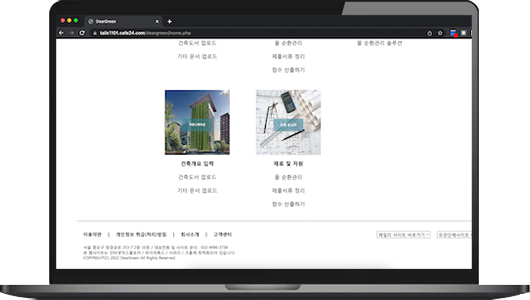 DearGreen
tails1101.cafe24.com/deargreen/home.php
건축도서 업로드
물 순환관리
물 순환관리 솔루션
기타 문서 업로드
제출서류 정리
점수 산출하기
건축개요 입력
재료 및 자원
건축도서 업로드
물 순환관리
기타 문서 업로드
제출서류 정리
점수 산출하기
이용약관 | 개인정보 취급(처리)방침 | 회사소개 | 고객센터
패밀리 사이트 바로가기
유관단체사이트
COPYRIGHT(C) 2022 DearGreen All Rights Reserved.